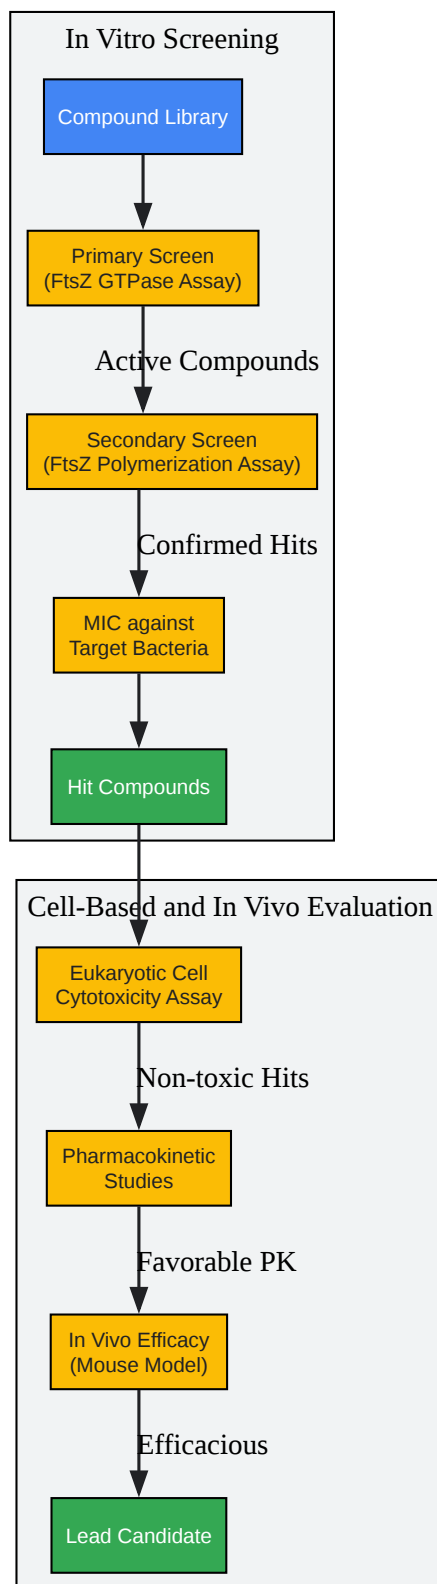 In Vitro Screening
Compound Library
Primary Screen
(FtsZ GTPase Assay)
Active Compounds
Secondary Screen
(FtsZ Polymerization Assay)
Confirmed Hits
MIC against
Target Bacteria
Hit Compounds
Cell-Based and In Vivo Evaluation
Eukaryotic Cell
Cytotoxicity Assay
Non-toxic Hits
Pharmacokinetic
Studies
Favorable PK
In Vivo Efficacy
(Mouse Model)
Efficacious
Lead Candidate